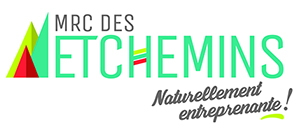 MRC DES
ETCHEMINS
Naturellement
entreprenante!